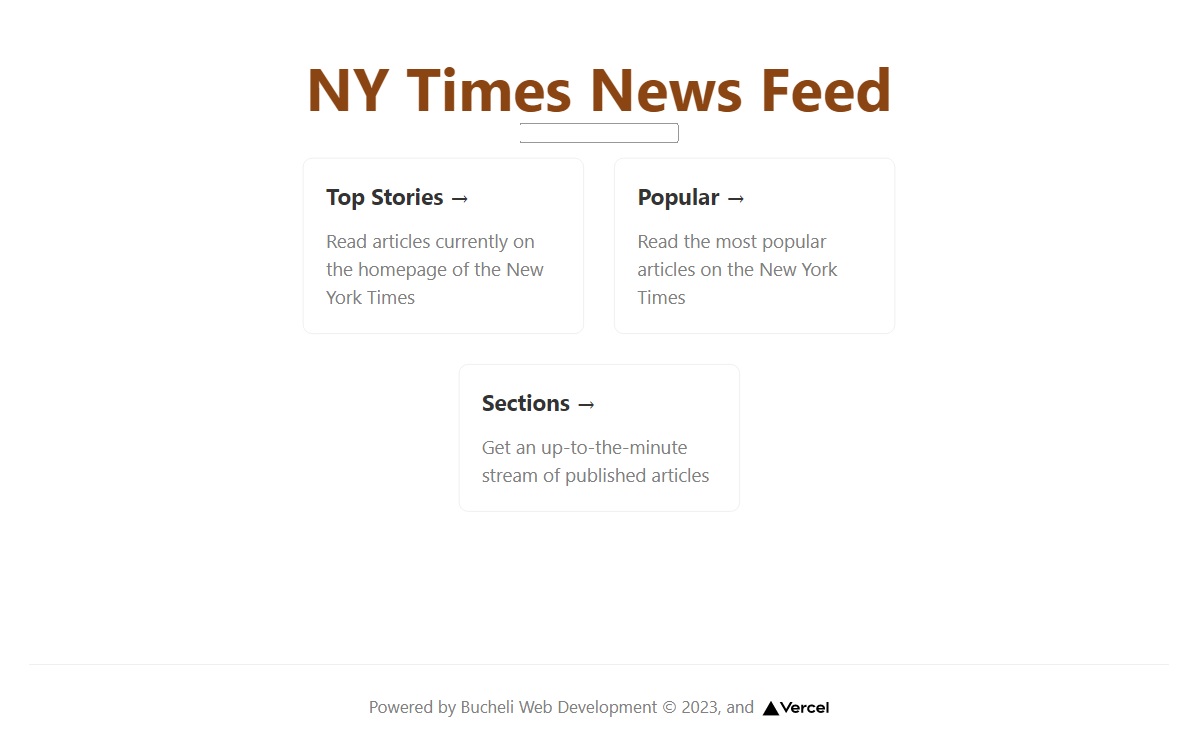 NY Times News Feed
Top Stories →
Read articles currently on
the homepage of the New
York Times
Popular →
Read the most popular
articles on the New York
Times
Sections →
Get an up-to-the-minute
stream of published articles
Powered by Bucheli Web Development © 2023, and ▲Vercel